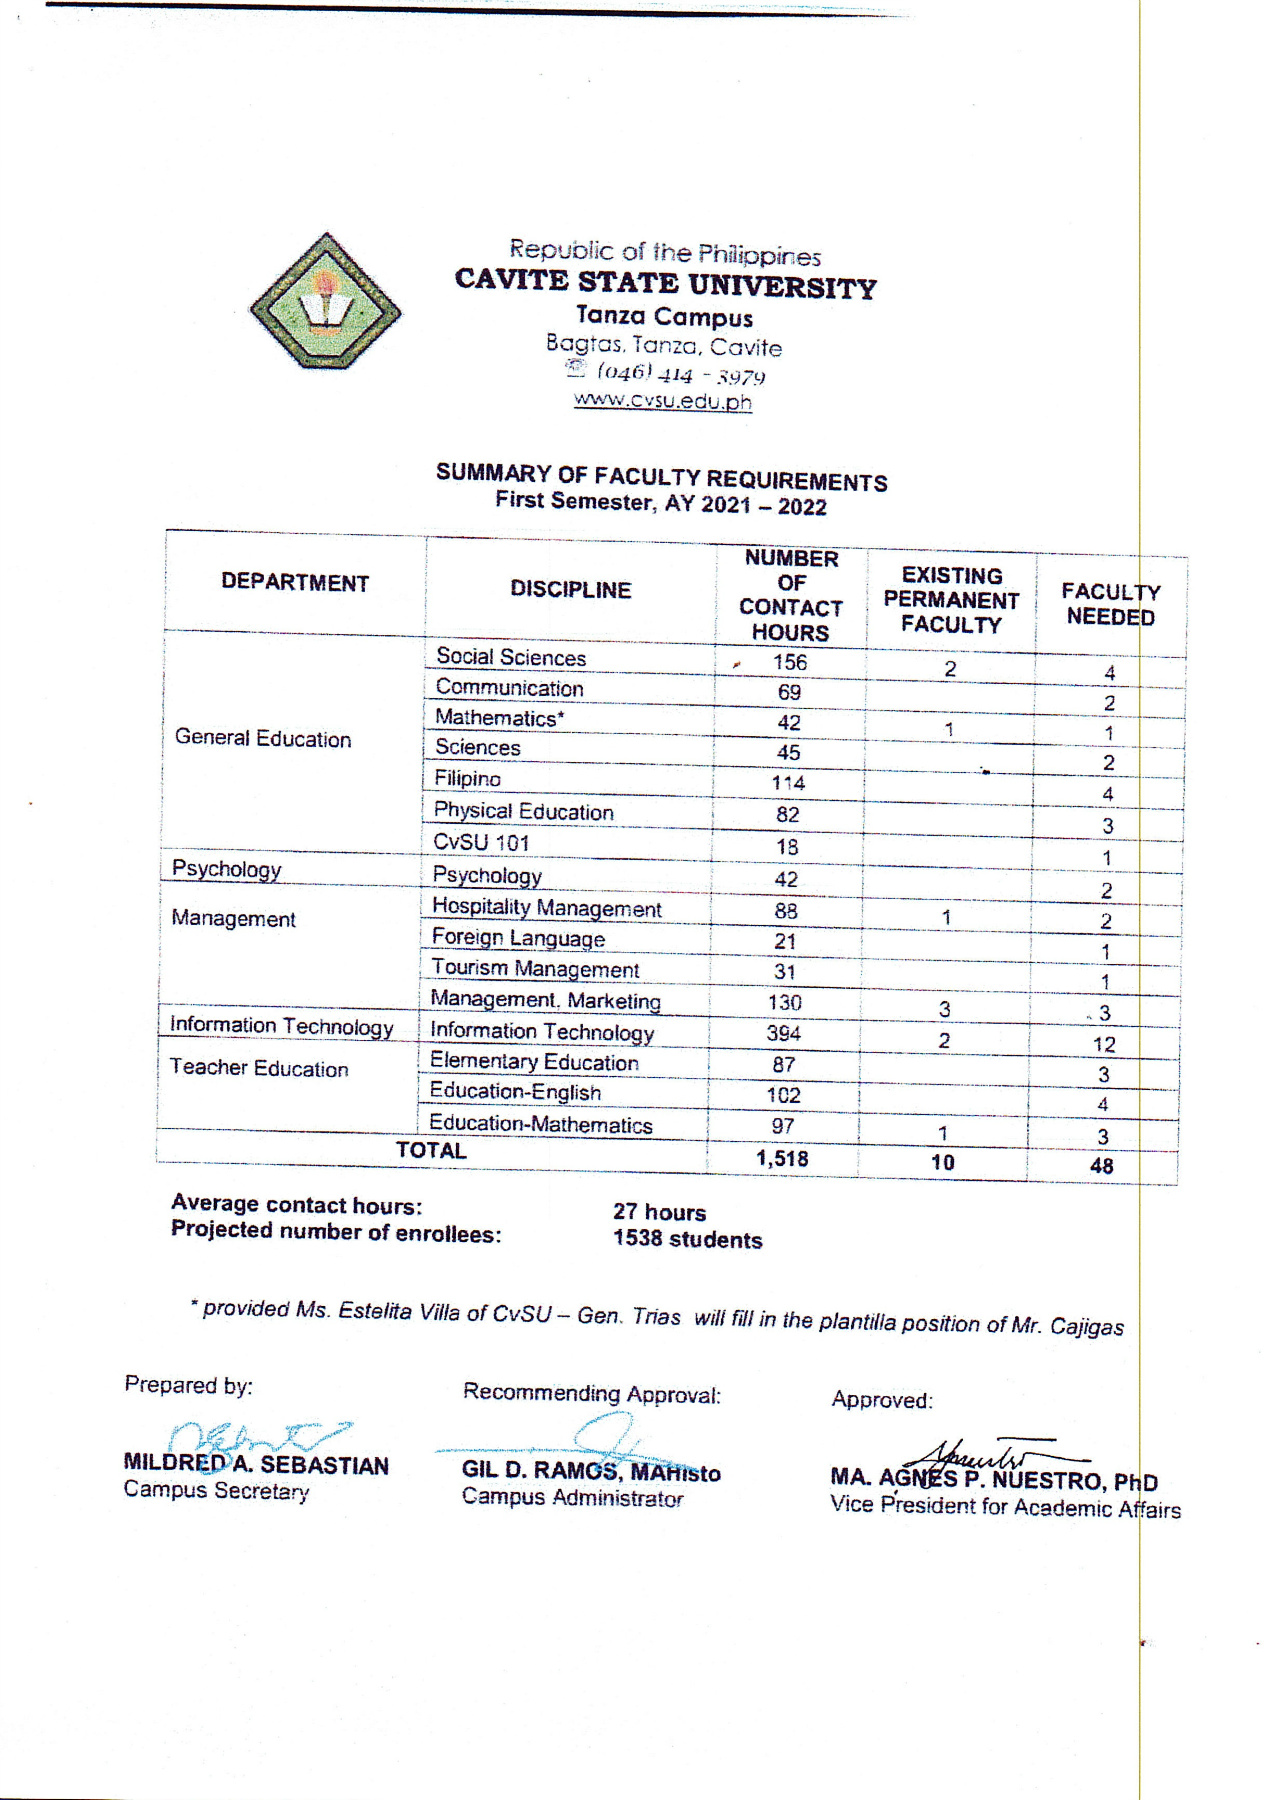 Republic of the Philippines
CAVITE STATE UNIVERSITY
Tanza Campus
Bagtas, Tanza, Cavite
☏ (046) 414 - 3979
www.cvsu.edu.ph
SUMMARY OF FACULTY REQUIREMENTS
First Semester, AY 2021 – 2022
DEPARTMENT DISCIPLINE NUMBER OF CONTACT HOURS EXISTING PERMANENT FACULTY FACULTY NEEDED
General Education
Social Sciences 156 2 4
Communication 69 2
Mathematics* 42 1 1
Sciences 45 2
Filipino 114 4
Physical Education 82 3
CvSU 101 18 1
Psychology Psychology 42 2
Management
Hospitality Management 88 1 2
Foreign Language 21 1
Tourism Management 31 1
Management, Marketing 130 3 3
Information Technology Information Technology 394 2 12
Teacher Education
Elementary Education 87 3
Education-English 102 4
Education-Mathematics 97 1 3
TOTAL 1,518 10 48
Average contact hours: 27 hours
Projected number of enrollees: 1538 students
* provided Ms. Estelita Villa of CvSU – Gen. Trias will fill in the plantilla position of Mr. Cajigas
Prepared by:
MILDRED A. SEBASTIAN
Campus Secretary
Recommending Approval:
GIL D. RAMOS, MAHisto
Campus Administrator
Approved:
MA. AGNES P. NUESTRO, PhD
Vice President for Academic Affairs